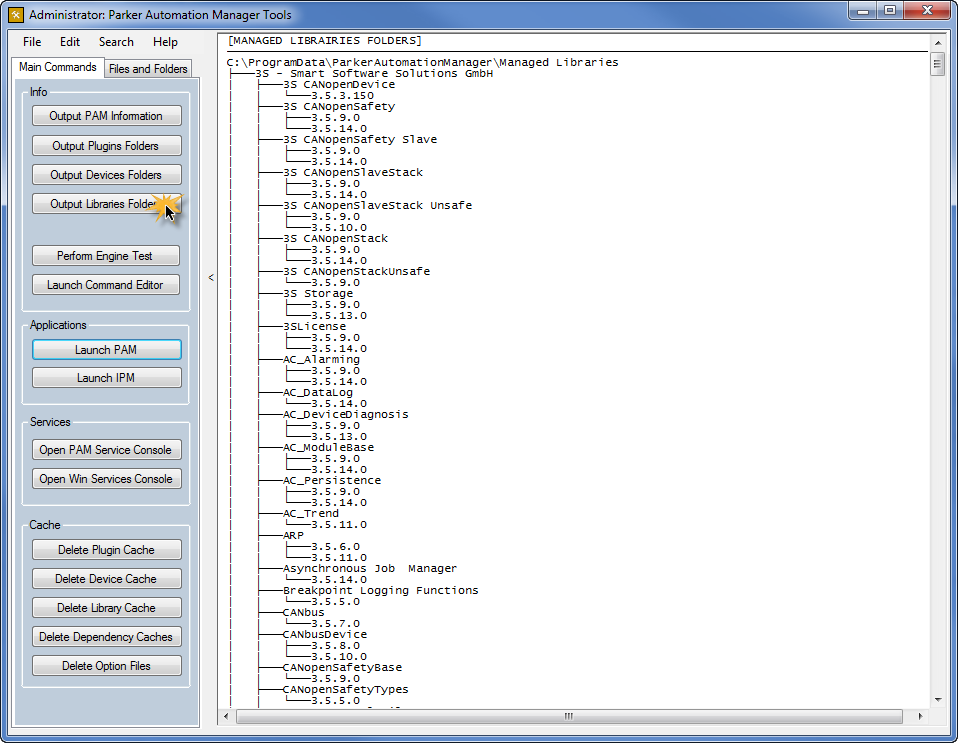 Administrator: Parker Automation Manager Tools
File Edit Search Help
Main Commands Files and Folders
Info
Output PAM Information
Output Plugins Folders
Output Devices Folders
Output Libraries Folder
Perform Engine Test
Launch Command Editor
Applications
Launch PAM
Launch IPM
Services
Open PAM Service Console
Open Win Services Console
Cache
Delete Plugin Cache
Delete Device Cache
Delete Library Cache
Delete Dependency Caches
Delete Option Files
<
[MANAGED LIBRAIRIES FOLDERS]
C:\ProgramData\ParkerAutomationManager\Managed Libraries
3S - Smart Software Solutions GmbH
3S CANopenDevice
3.5.3.150
3S CANopenSafety
3.5.9.0
3.5.14.0
3S CANopenSafety Slave
3.5.9.0
3.5.14.0
3S CANopenSlaveStack
3.5.9.0
3.5.14.0
3S CANopenSlaveStack Unsafe
3.5.9.0
3.5.10.0
3S CANopenStack
3.5.9.0
3.5.14.0
3S CANopenStackUnsafe
3.5.9.0
3S Storage
3.5.9.0
3.5.13.0
3SLicense
3.5.9.0
3.5.14.0
AC_Alarming
3.5.9.0
3.5.14.0
AC_DataLog
3.5.14.0
AC_DeviceDiagnosis
3.5.9.0
3.5.13.0
AC_ModuleBase
3.5.9.0
3.5.14.0
AC_Persistence
3.5.9.0
3.5.14.0
AC_Trend
3.5.11.0
ARP
3.5.6.0
3.5.11.0
Asynchronous Job  Manager
3.5.14.0
Breakpoint Logging Functions
3.5.5.0
CANbus
3.5.7.0
CANbusDevice
3.5.8.0
3.5.10.0
CANopenSafetyBase
3.5.9.0
CANopenSafetyTypes
3.5.5.0